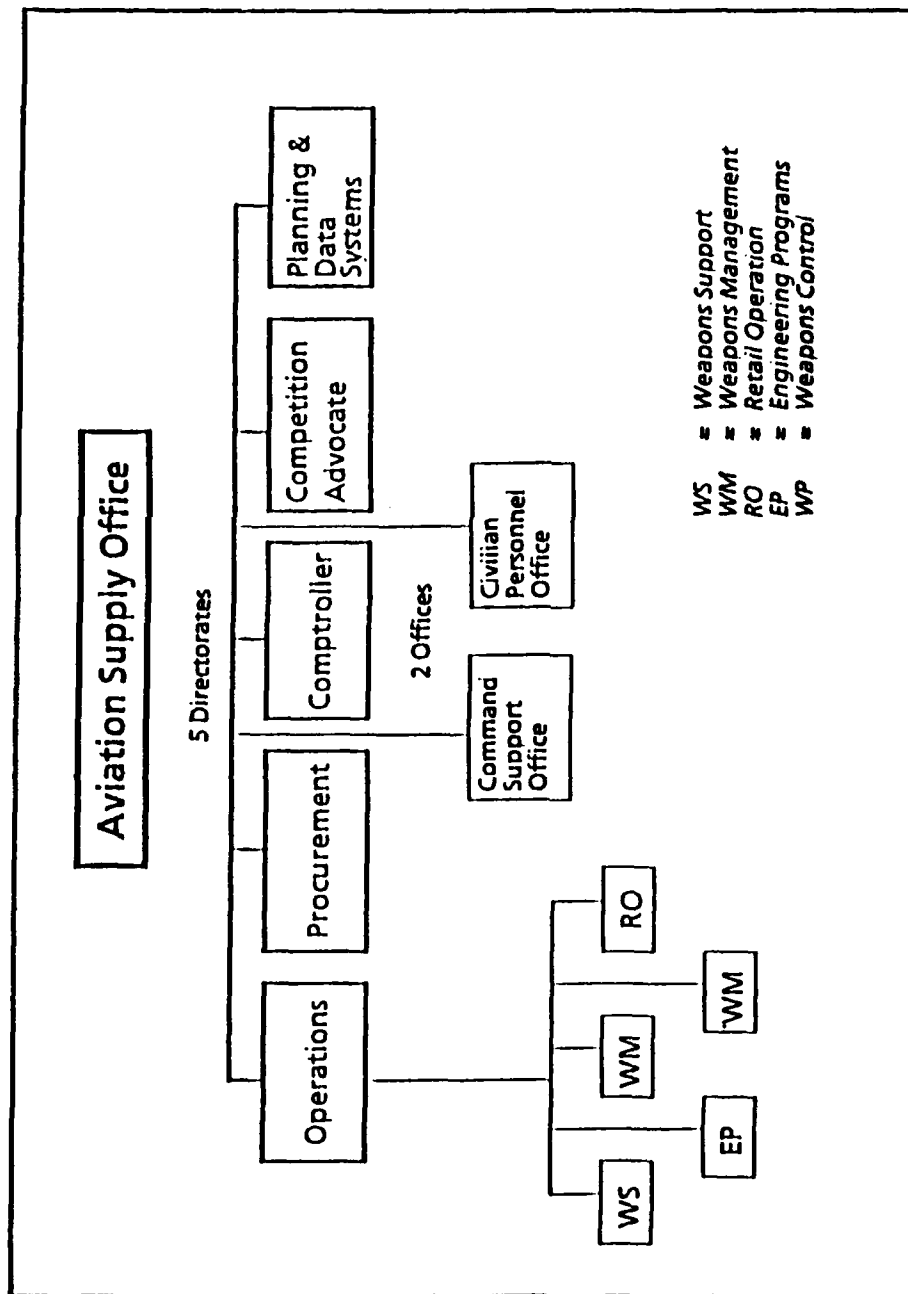 Aviation Supply Office
5 Directorates
Operations
Procurement
Comptroller
Competition
Advocate
Planning &
Data
Systems
2 Offices
Command
Support
Office
Civilian
Personnel
Office
WS
EP
WM
WM
RO
WS = Weapons Support
WM = Weapons Management
RO = Retail Operation
EP = Engineering Programs
WP = Weapons Control